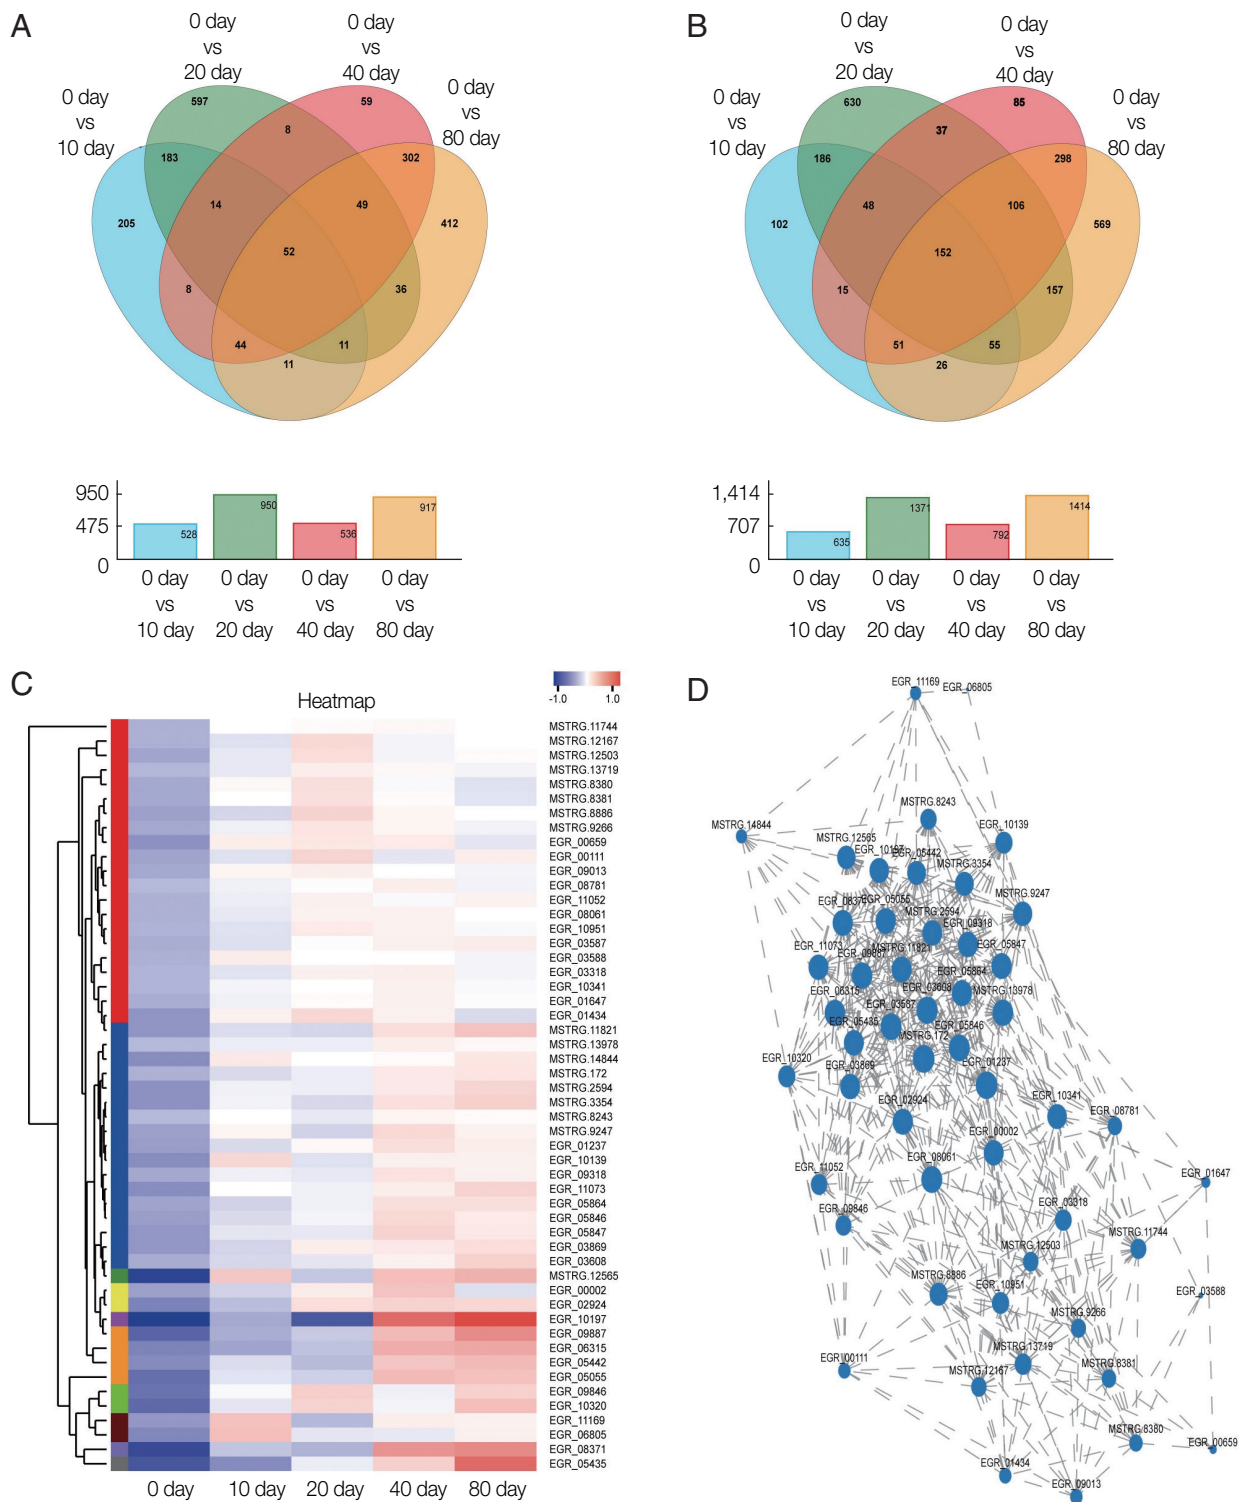 A
0 day
vs
10 day
0 day
vs
20 day
0 day
vs
40 day
0 day
vs
80 day
597
59
8
183
302
14
49
205
412
52
8
36
44
11
11
950
475
0
528
950
536
917
0 day
vs
10 day
0 day
vs
20 day
0 day
vs
40 day
0 day
vs
80 day
B
0 day
vs
10 day
0 day
vs
20 day
0 day
vs
40 day
0 day
vs
80 day
630
85
37
186
298
48
106
102
569
152
15
157
51
55
26
1,414
707
0
635
1371
792
1414
0 day
vs
10 day
0 day
vs
20 day
0 day
vs
40 day
0 day
vs
80 day
C
Heatmap
-1.0 1.0
MSTRG.11744
MSTRG.12167
MSTRG.12503
MSTRG.13719
MSTRG.8380
MSTRG.8381
MSTRG.8886
MSTRG.9266
EGR_00659
EGR_00111
EGR_09013
EGR_08781
EGR_11052
EGR_08061
EGR_10951
EGR_03587
EGR_03588
EGR_03318
EGR_10341
EGR_01647
EGR_01434
MSTRG.11821
MSTRG.13978
MSTRG.14844
MSTRG.172
MSTRG.2594
MSTRG.3354
MSTRG.8243
MSTRG.9247
EGR_01237
EGR_10139
EGR_09318
EGR_11073
EGR_05864
EGR_05846
EGR_05847
EGR_03869
EGR_03608
MSTRG.12565
EGR_00002
EGR_02924
EGR_10197
EGR_09887
EGR_06315
EGR_05442
EGR_05055
EGR_09846
EGR_10320
EGR_11169
EGR_06805
EGR_08371
EGR_05435
0 day 10 day 20 day 40 day 80 day
D
EGR_11169
EGR_06805
MSTRG.8243
MSTRG.14844
EGR_10139
MSTRG.12565
EGR_10197
EGR_05442
MSTRG.3354
MSTRG.9247
EGR_08371
EGR_05055
MSTRG.2594
EGR_09318
EGR_11073
EGR_09887
MSTRG.11821
EGR_05847
EGR_05864
EGR_06315
EGR_03608
MSTRG.13978
EGR_03587
EGR_05435
EGR_05846
MSTRG.172
EGR_10320
EGR_03869
EGR_01237
EGR_02924
EGR_10341
EGR_08781
EGR_00002
EGR_08061
EGR_11052
EGR_01647
EGR_09846
EGR_03318
MSTRG.11744
MSTRG.12503
MSTRG.8886
EGR_10951
EGR_03588
MSTRG.9266
MSTRG.13719
EGR_00111
MSTRG.12167
MSTRG.8381
MSTRG.8380
EGR_00659
EGR_01434
EGR_09013